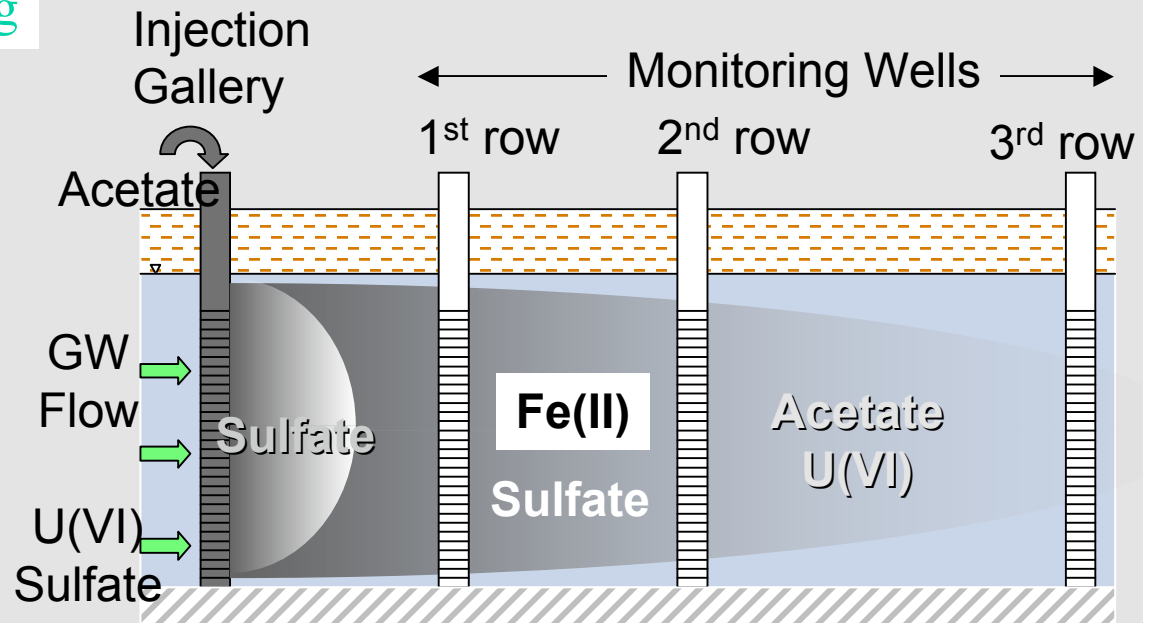 g
Injection
Gallery
Monitoring Wells
1st row
2nd row
3rd row
Acetate
GW
Flow
U(VI)
Sulfate
Sulfate
Fe(II)
Sulfate
Acetate
U(VI)